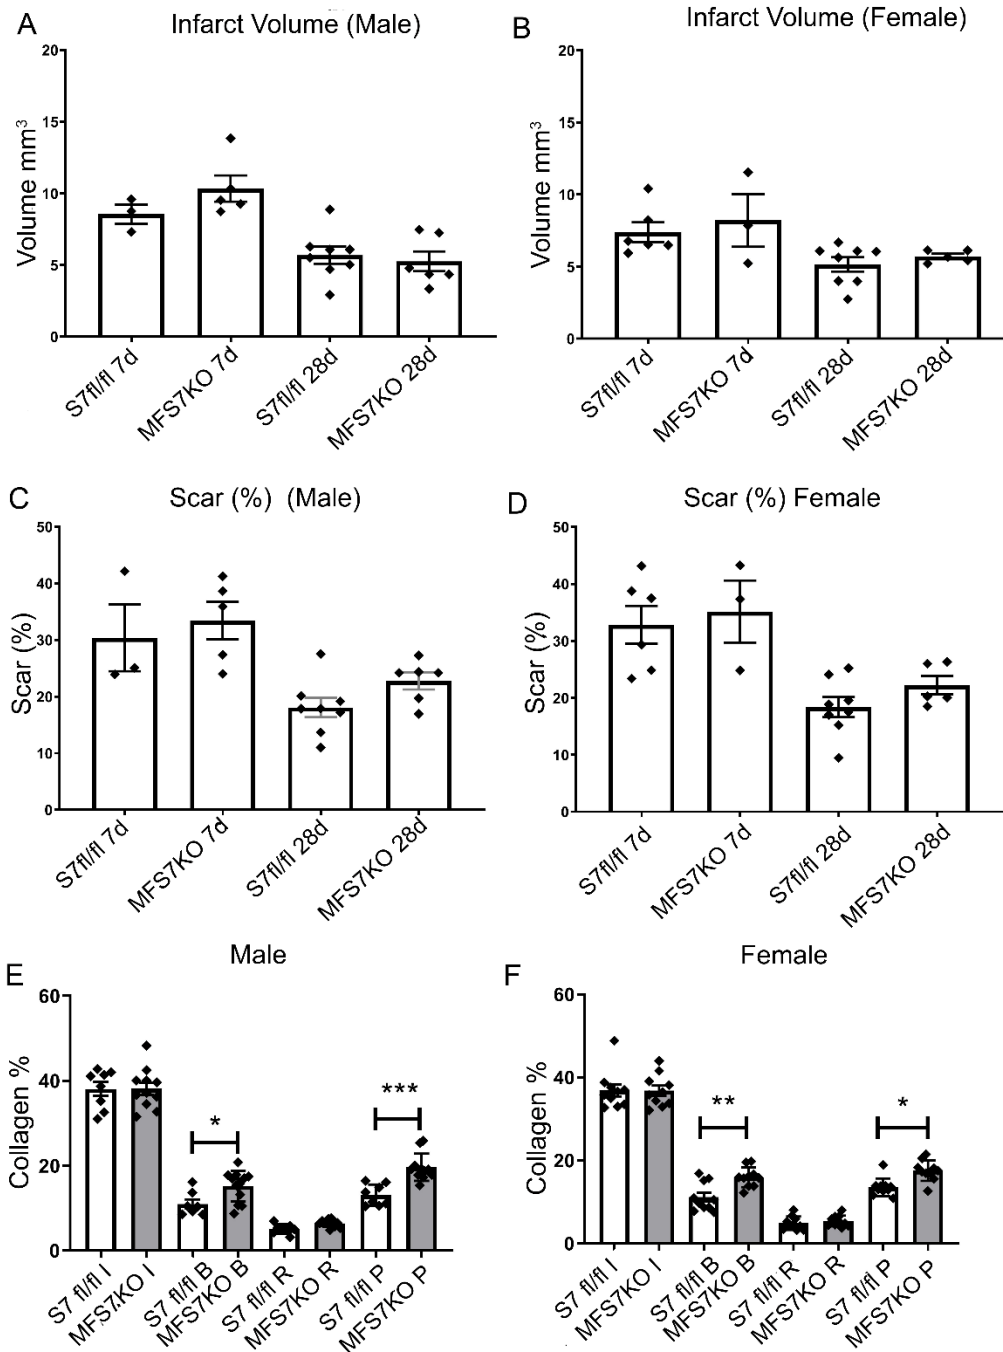 A
Infarct Volume (Male)
Volume mm³
20
15
10
5
0
S7fl/fl 7d
MFS7KO 7d
S7fl/fl 28d
MFS7KO 28d
B
Infarct Volume (Female)
Volume mm³
20
15
10
5
0
S7fl/fl 7d
MFS7KO 7d
S7fl/fl 28d
MFS7KO 28d
C
Scar (%) (Male)
Scar (%)
50
40
30
20
10
0
S7fl/fl 7d
MFS7KO 7d
S7fl/fl 28d
MFS7KO 28d
D
Scar (%) Female
Scar (%)
50
40
30
20
10
0
S7fl/fl 7d
MFS7KO 7d
S7fl/fl 28d
MFS7KO 28d
E
Male
Collagen %
60
40
20
0
*
***
S7 fl/fl I
MFS7KO I
S7 fl/fl B
MFS7KO B
S7 fl/fl R
MFS7KO R
S7 fl/fl P
MFS7KO P
F
Female
Collagen %
60
40
20
0
**
*
S7 fl/fl I
MFS7KO I
S7 fl/fl B
MFS7KO B
S7 fl/fl R
MFS7KO R
S7 fl/fl P
MFS7KO P